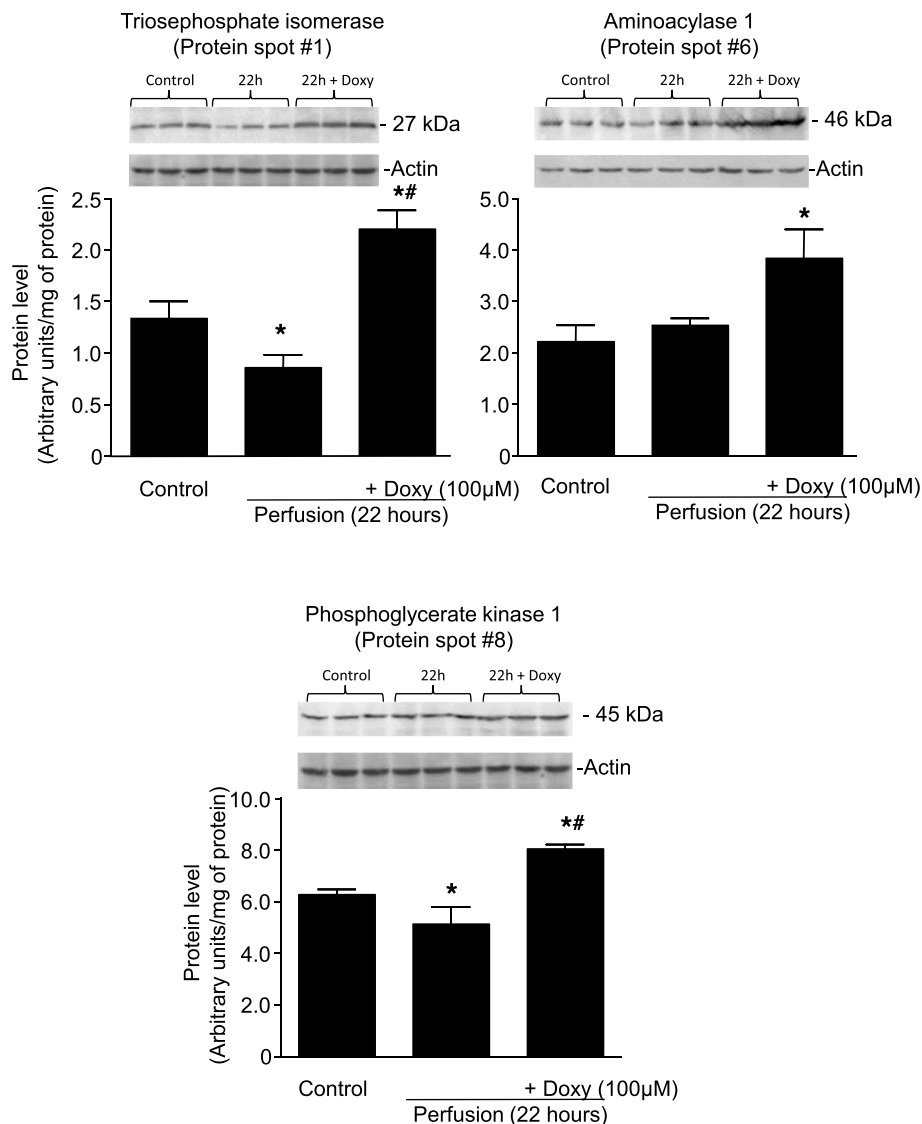 Triosephosphate isomerase
(Protein spot #1)
Control 22h 22h + Doxy
- 27 kDa
-Actin
Protein level
(Arbitrary units/mg of protein)
2.5
2.0
1.5
1.0
0.5
0
*
*#
Control
+ Doxy (100µM)
Perfusion (22 hours)
Aminoacylase 1
(Protein spot #6)
Control 22h 22h + Doxy
- 46 kDa
-Actin
5.0
4.0
3.0
2.0
1.0
0
*
Control
+ Doxy (100µM)
Perfusion (22 hours)
Phosphoglycerate kinase 1
(Protein spot #8)
Control 22h 22h + Doxy
- 45 kDa
-Actin
Protein level
(Arbitrary units/mg of protein)
10.0
8.0
6.0
4.0
2.0
0
*
*#
Control
+ Doxy (100µM)
Perfusion (22 hours)